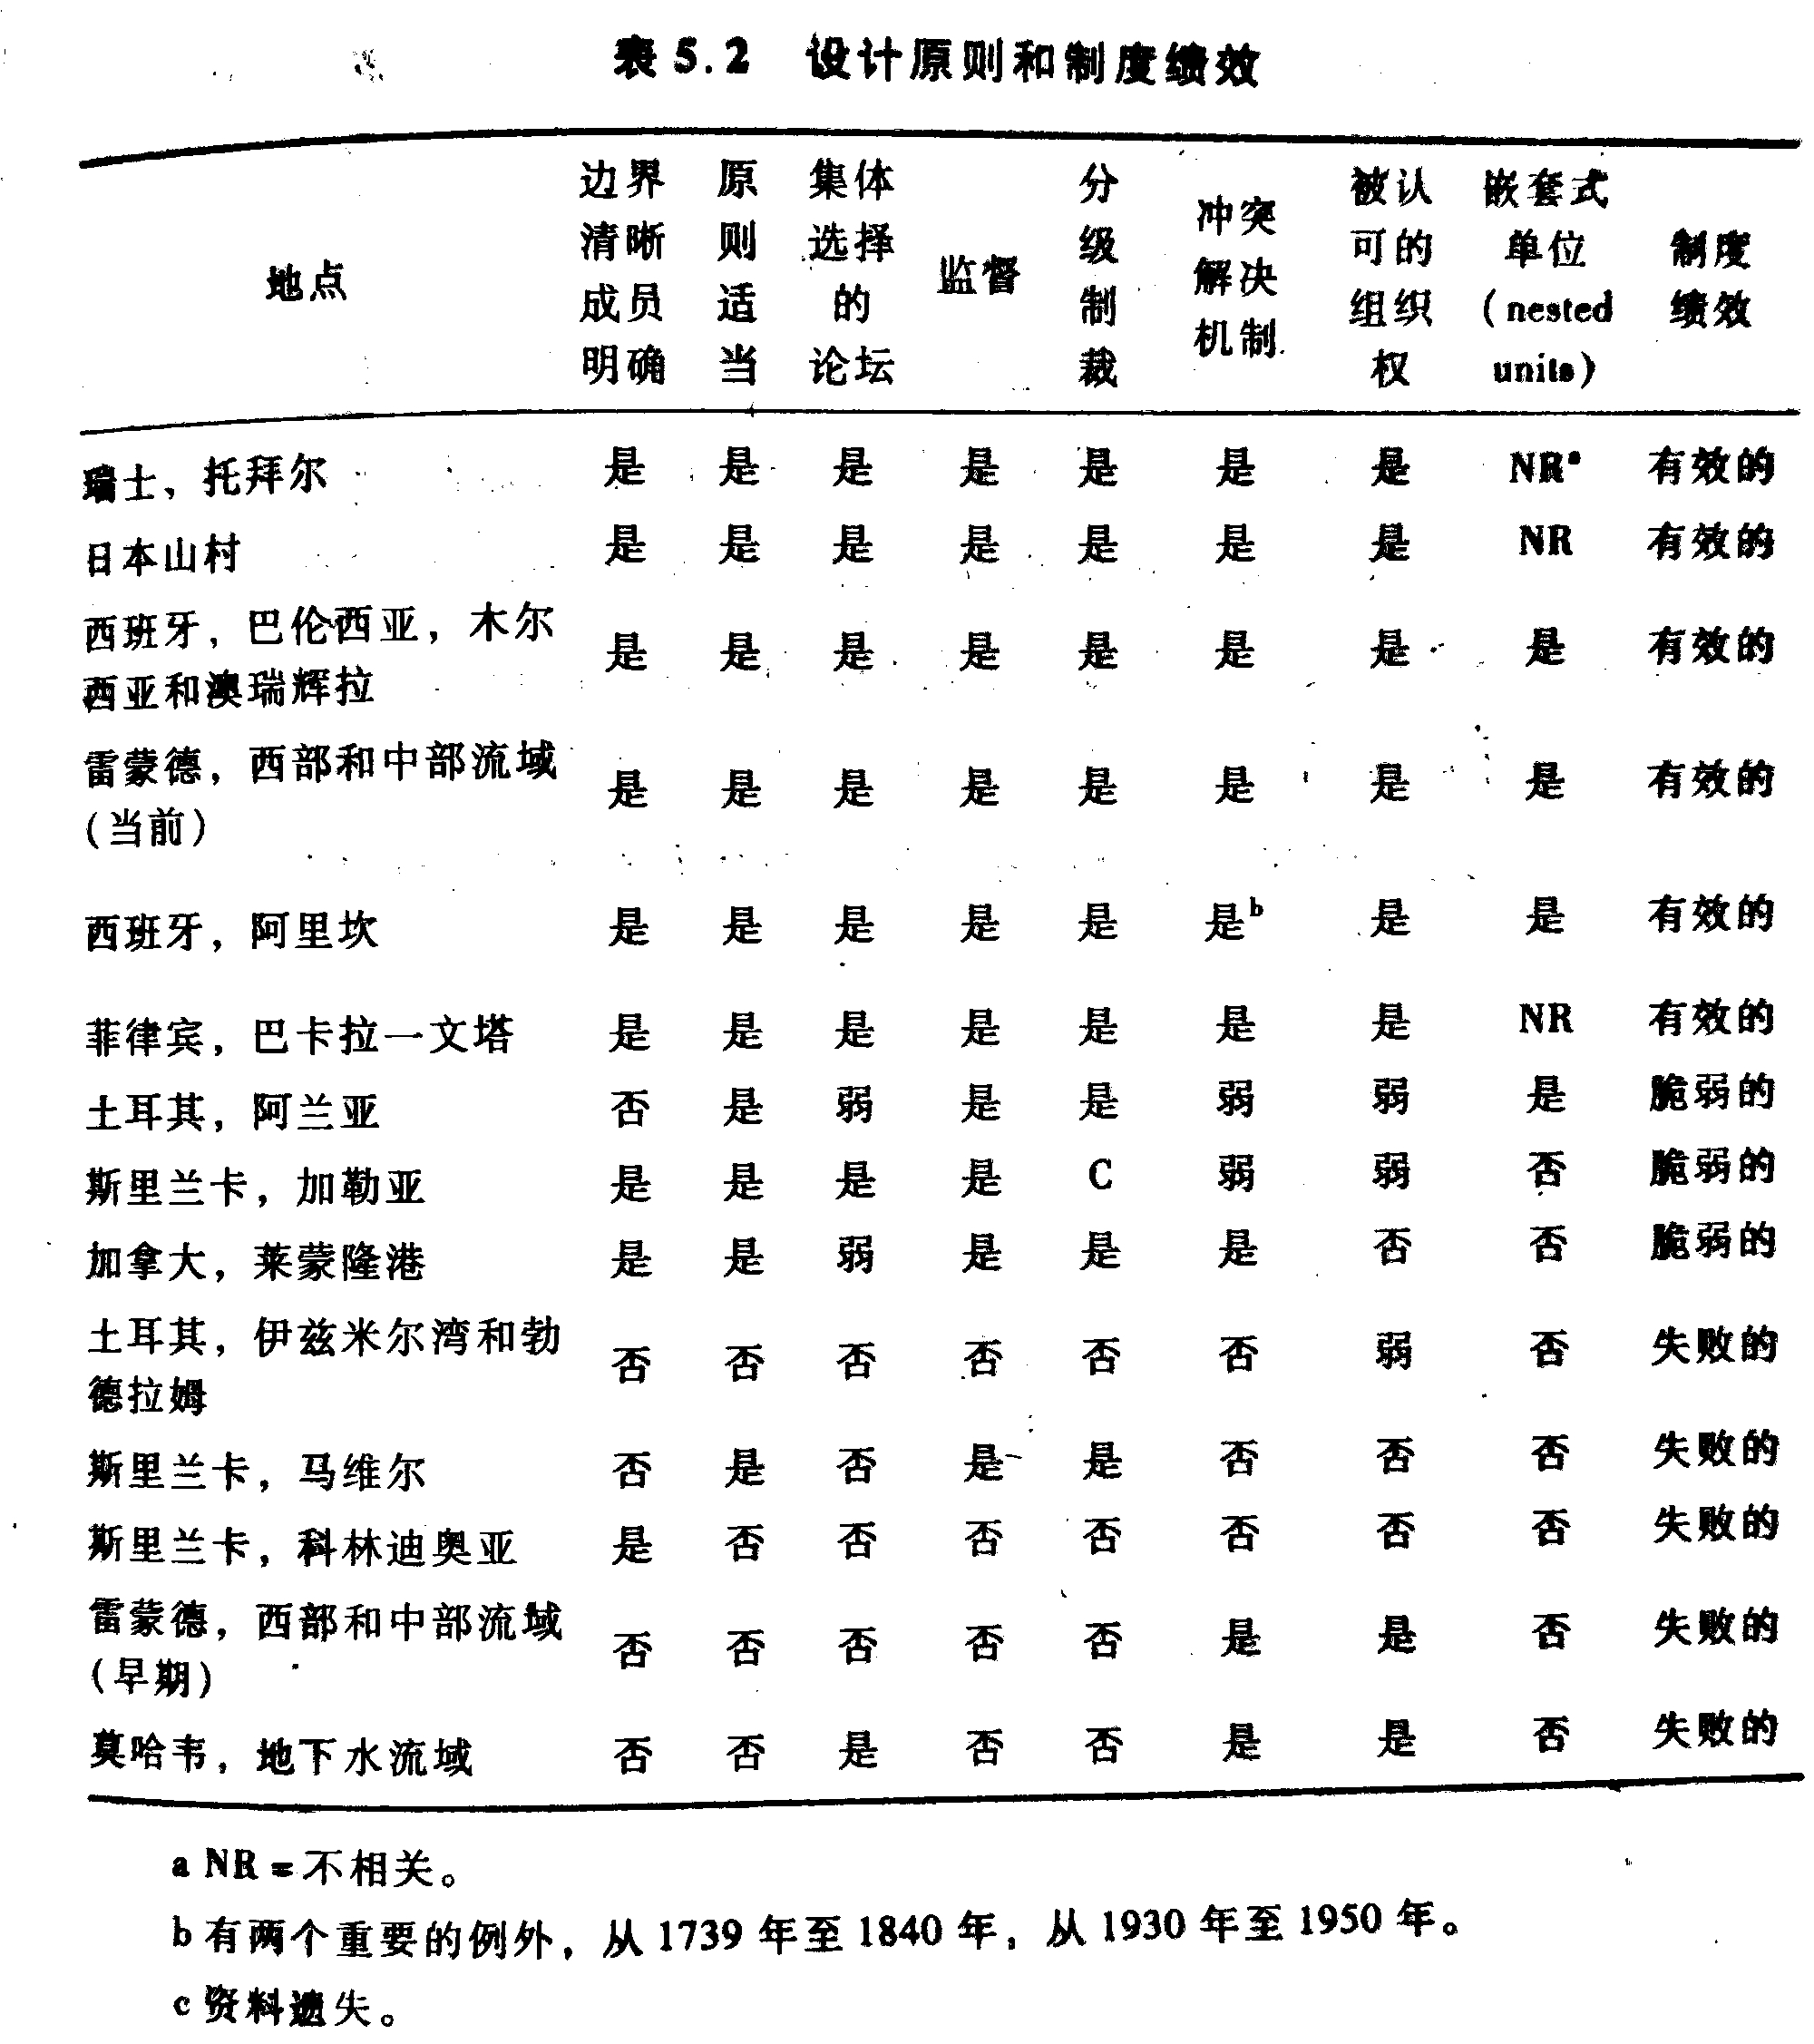 表 5.2 设计原则和制度绩效
地点 边界清晰成员明确 原则适当 集体选择的论坛 监督 分级制裁 冲突解决机制 被认可的组织权 嵌套式单位(nested units) 制度绩效
瑞士，托拜尔 是 是 是 是 是 是 是 NRª 有效的
日本山村 是 是 是 是 是 是 是 NR 有效的
西班牙，巴伦西亚，木尔
西亚和澳瑞辉拉 是 是 是 是 是 是 是 是 有效的
雷蒙德，西部和中部流域
(当前) 是 是 是 是 是 是 是 是 有效的
西班牙，阿里坎 是 是 是 是 是 是ᵇ 是 是 有效的
菲律宾，巴卡拉—文塔 是 是 是 是 是 是 是 NR 有效的
土耳其，阿兰亚 否 是 弱 是 是 弱 弱 是 脆弱的
斯里兰卡，加勒亚 是 是 是 是 C 弱 弱 否 脆弱的
加拿大，莱蒙隆港 是 是 弱 是 是 是 否 否 脆弱的
土耳其，伊兹米尔湾和勃
德拉姆 否 否 否 否 否 否 弱 否 失败的
斯里兰卡，马维尔 否 是 否 是 是 否 否 否 失败的
斯里兰卡，科林迪奥亚 是 否 否 否 否 否 否 否 失败的
雷蒙德，西部和中部流域
(早期) 否 否 否 否 否 是 是 否 失败的
莫哈韦，地下水流域 否 否 是 否 否 是 是 否 失败的
a NR＝不相关。
b 有两个重要的例外，从 1739 年至 1840 年，从 1930 年至 1950 年。
c 资料遗失。